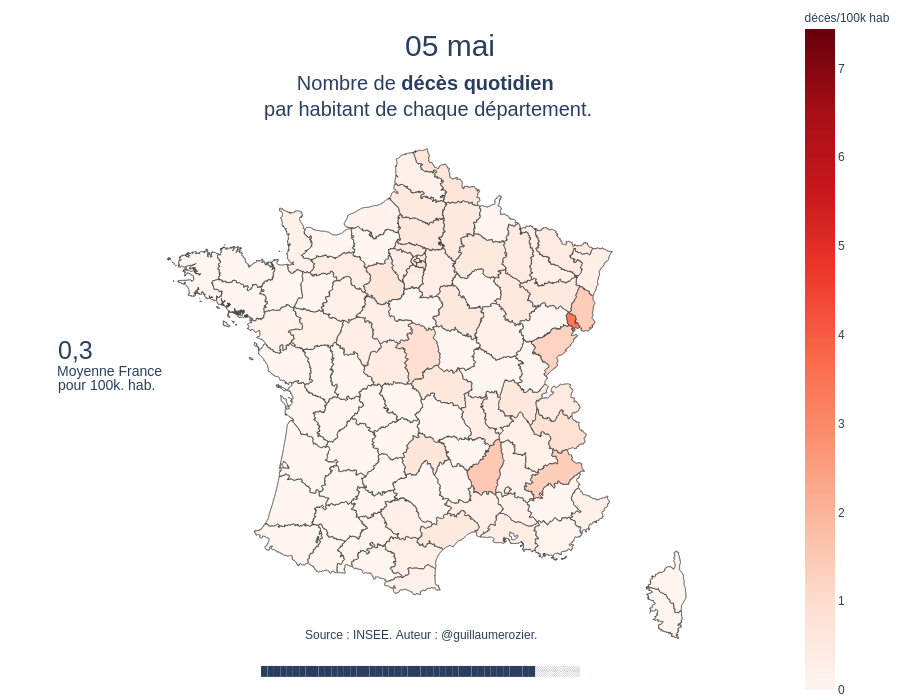 décès/100k hab
05 mai
Nombre de décès quotidien
par habitant de chaque département.
7
6
5
4
3
2
1
0
0,3
Moyenne France
pour 100k. hab.
Source : INSEE. Auteur : @guillaumerozier.